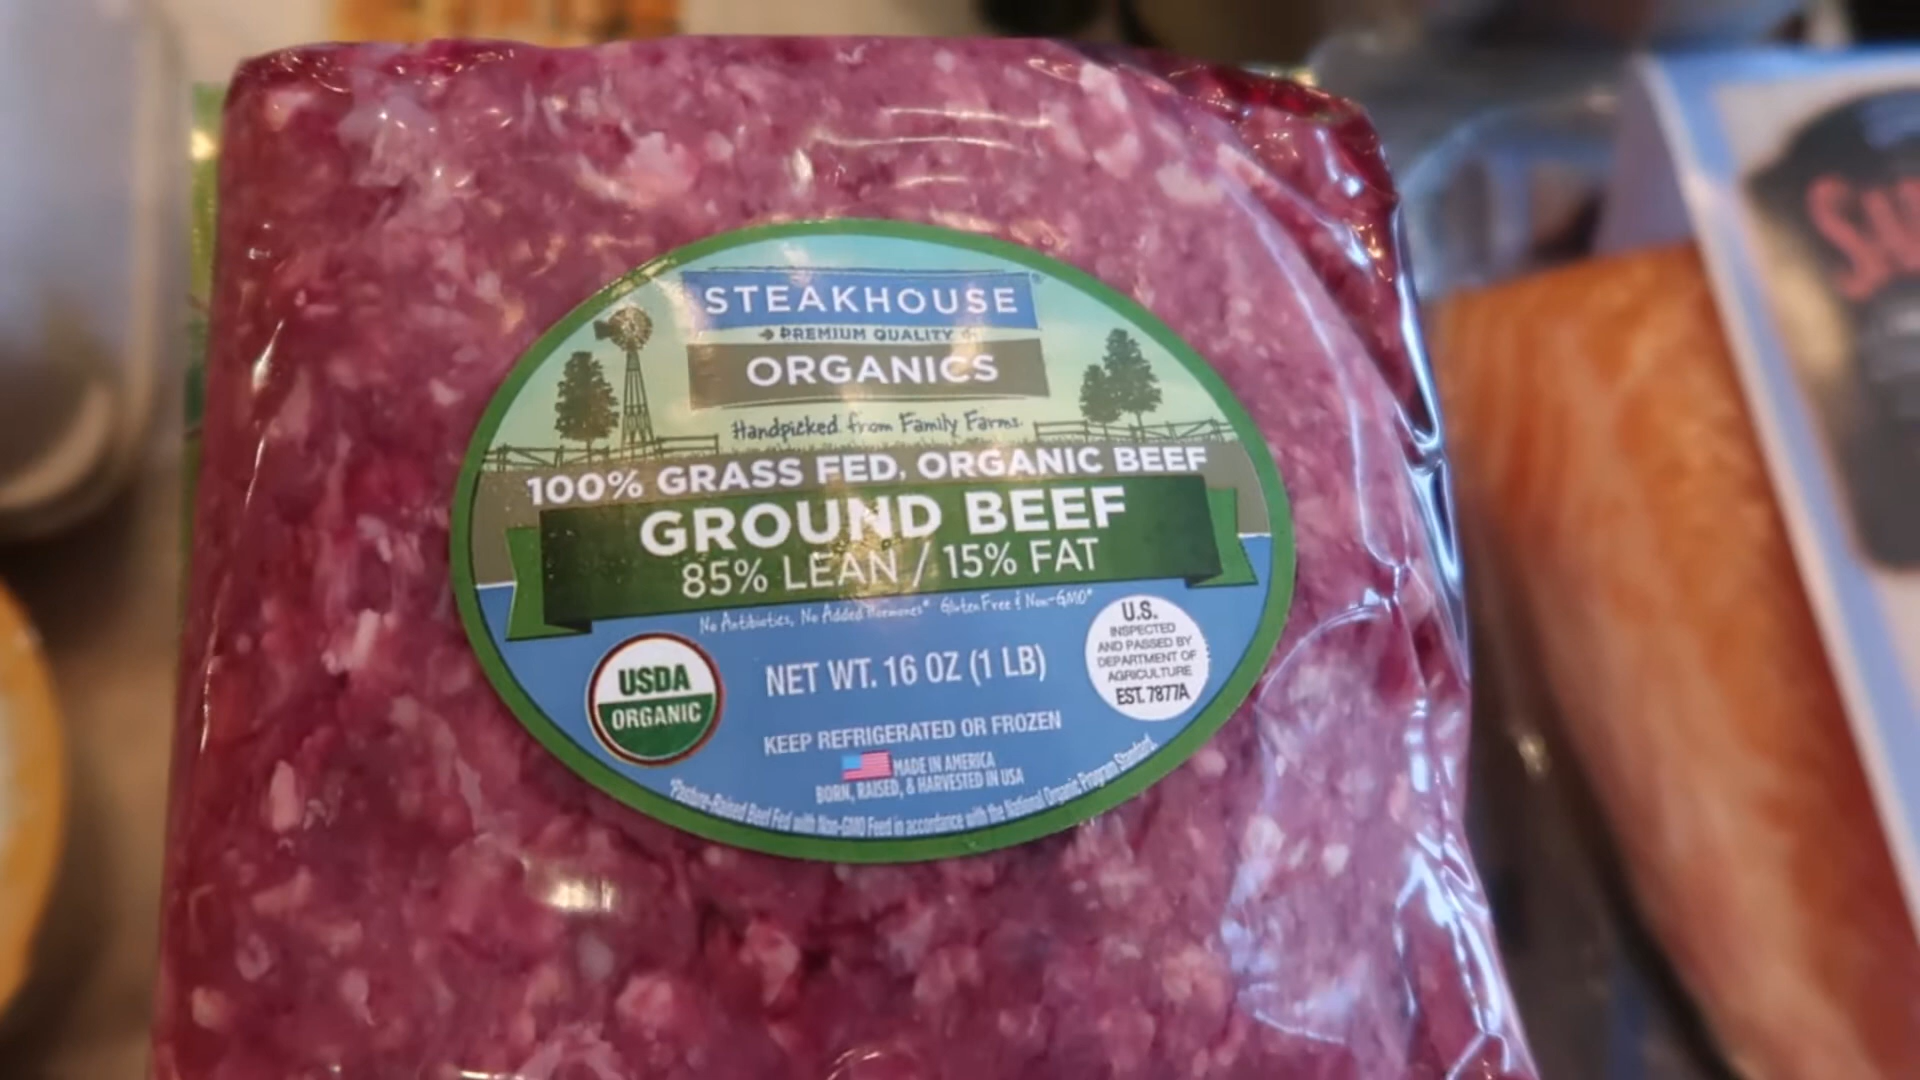 STEAKHOUSE
PREMIUM QUALITY
ORGANICS
Handpicked from Family Farms
100% GRASS FED, ORGANIC BEEF
GROUND BEEF
85% LEAN / 15% FAT
No Antibiotics, No Added Hormones* Gluten Free & Non-GMO*
USDA
ORGANIC
NET WT. 16 OZ (1 LB)
U.S.
INSPECTED
AND PASSED BY
DEPARTMENT OF
AGRICULTURE
EST. 7877A
KEEP REFRIGERATED OR FROZEN
MADE IN AMERICA
BORN, RAISED, & HARVESTED IN USA
*Pasture-Raised Beef Fed with Non-GMO Feed in accordance with the National Organic Program Standard